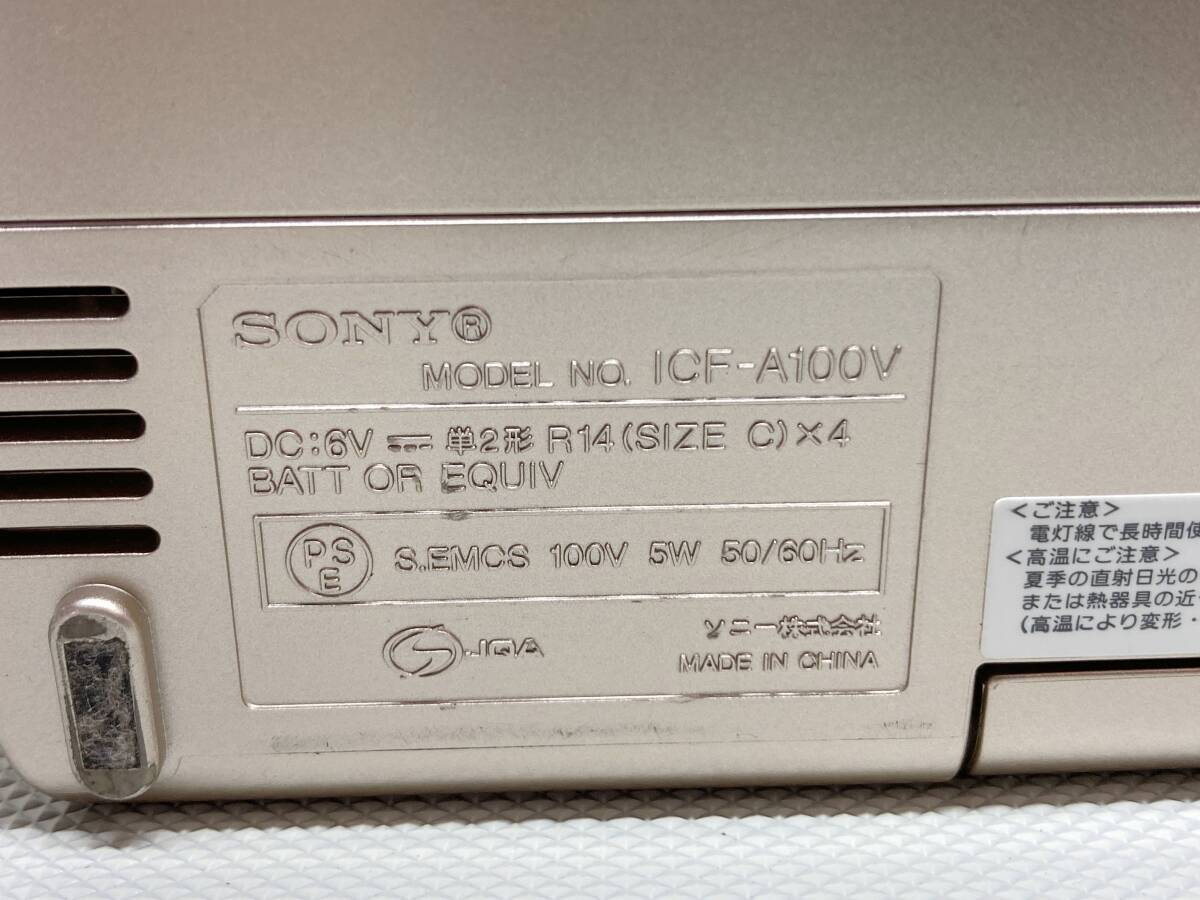 SONY®
MODEL NO. ICF-A100V
DC:6V ⎓ 単2形 R14(SIZE C)×4
BATT OR EQUIV
PS
E
S.EMCS 100V 5W 50/60Hz
S JQA
ソニー株式会社
MADE IN CHINA
<ご注意>
電灯線で長時間使
<高温にご注意>
夏季の直射日光の
または熱器具の近
(高温により変形・